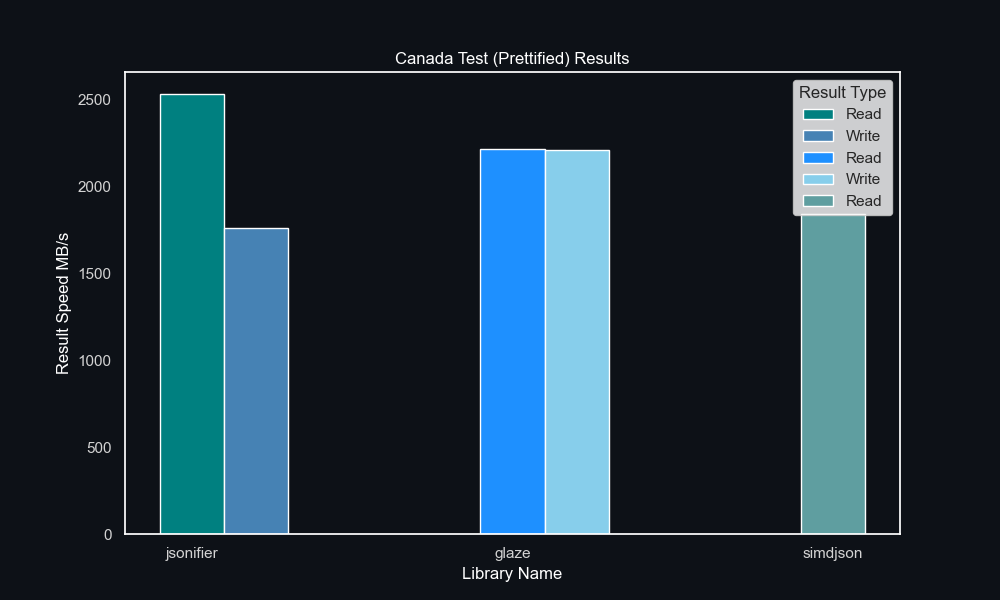 Canada Test (Prettified) Results
Result Type
Read
Write
Read
Write
Read
2500
2000
1500
1000
500
0
Result Speed MB/s
jsonifier
glaze
simdjson
Library Name